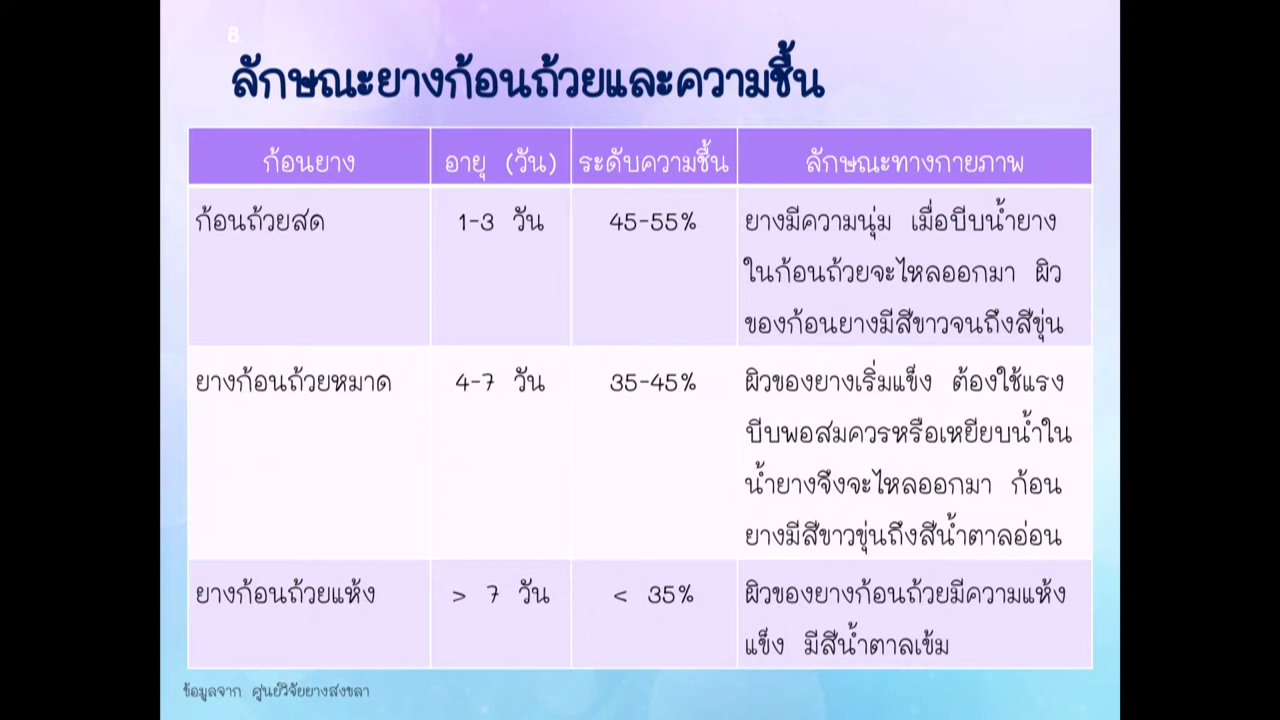 8
ลักษณะยางก้อนถ้วยและความชื้น
ก้อนยาง อายุ (วัน) ระดับความชื้น ลักษณะทางกายภาพ
ก้อนถ้วยสด 1-3 วัน 45-55% ยางมีความนุ่ม เมื่อบีบน้ำยาง
ในก้อนถ้วยจะไหลออกมา ผิว
ของก้อนยางมีสีขาวจนถึงสีขุ่น
ยางก้อนถ้วยหมาด 4-7 วัน 35-45% ผิวของยางเริ่มแข็ง ต้องใช้แรง
บีบพอสมควรหรือเหยียบน้ำใน
น้ำยางจึงจะไหลออกมา ก้อน
ยางมีสีขาวขุ่นถึงสีน้ำตาลอ่อน
ยางก้อนถ้วยแห้ง > 7 วัน < 35% ผิวของยางก้อนถ้วยมีความแห้ง
แข็ง มีสีน้ำตาลเข้ม
ข้อมูลจาก ศูนย์วิจัยยางสงขลา